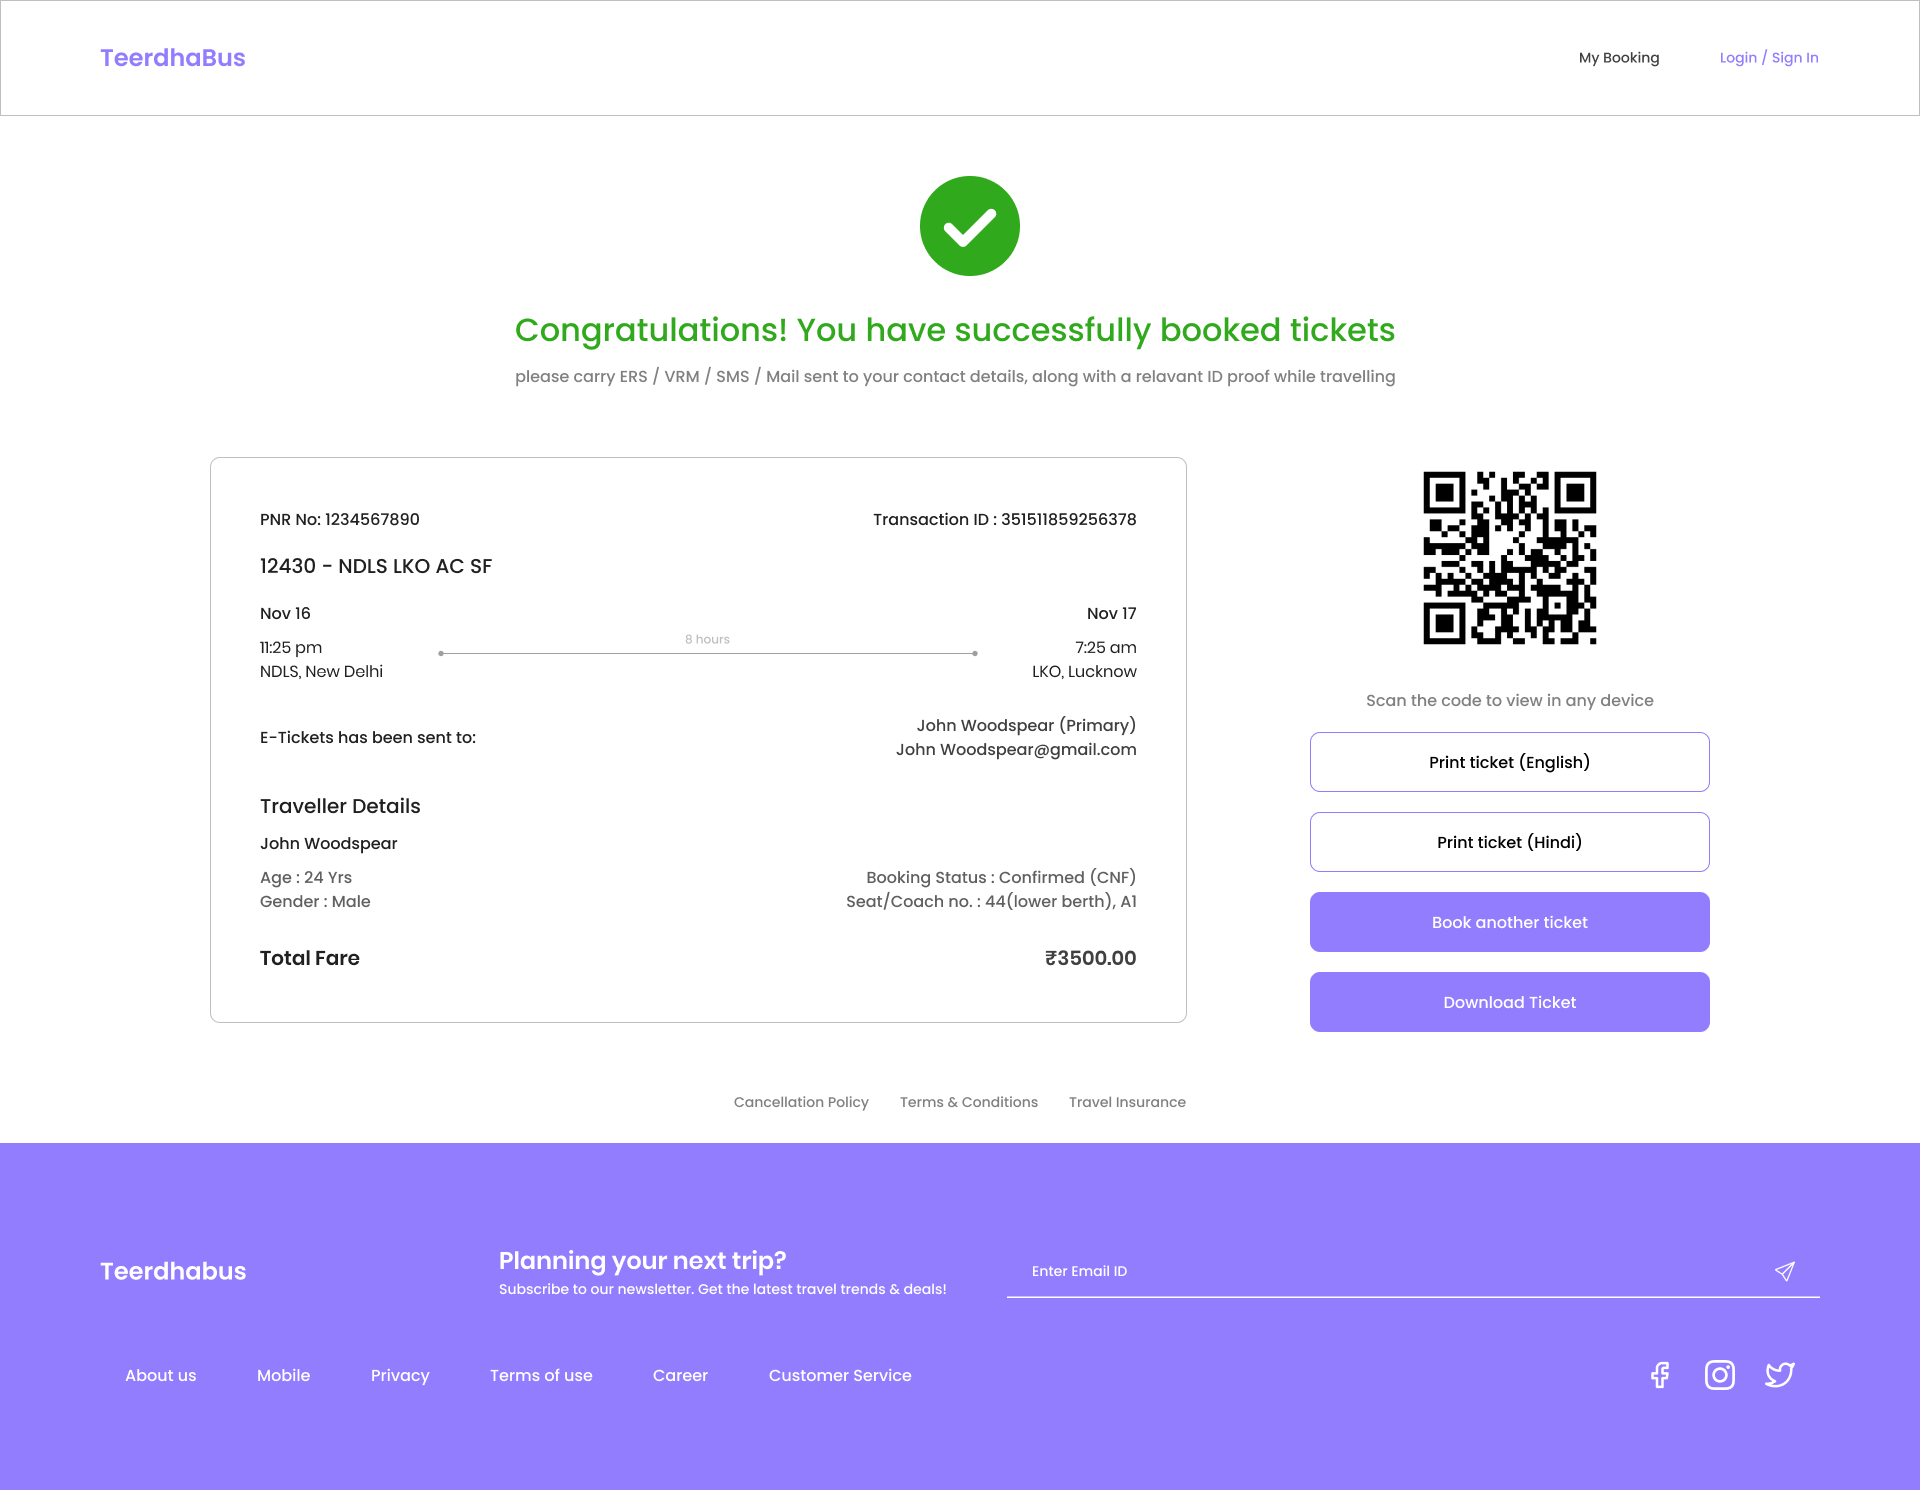 TeerdhaBus
My Booking
Login / Sign In
Congratulations! You have successfully booked tickets
please carry ERS / VRM / SMS / Mail sent to your contact details, along with a relavant ID proof while travelling
PNR No: 1234567890
Transaction ID : 351511859256378
12430 - NDLS LKO AC SF
Nov 16
Nov 17
8 hours
11:25 pm
7:25 am
NDLS, New Delhi
LKO, Lucknow
E-Tickets has been sent to:
John Woodspear (Primary)
John Woodspear@gmail.com
Traveller Details
John Woodspear
Age : 24 Yrs
Booking Status : Confirmed (CNF)
Gender : Male
Seat/Coach no. : 44(lower berth), A1
Total Fare
₹3500.00
Scan the code to view in any device
Print ticket (English)
Print ticket (Hindi)
Book another ticket
Download Ticket
Cancellation Policy
Terms & Conditions
Travel Insurance
Teerdhabus
Planning your next trip?
Subscribe to our newsletter. Get the latest travel trends & deals!
Enter Email ID
About us
Mobile
Privacy
Terms of use
Career
Customer Service